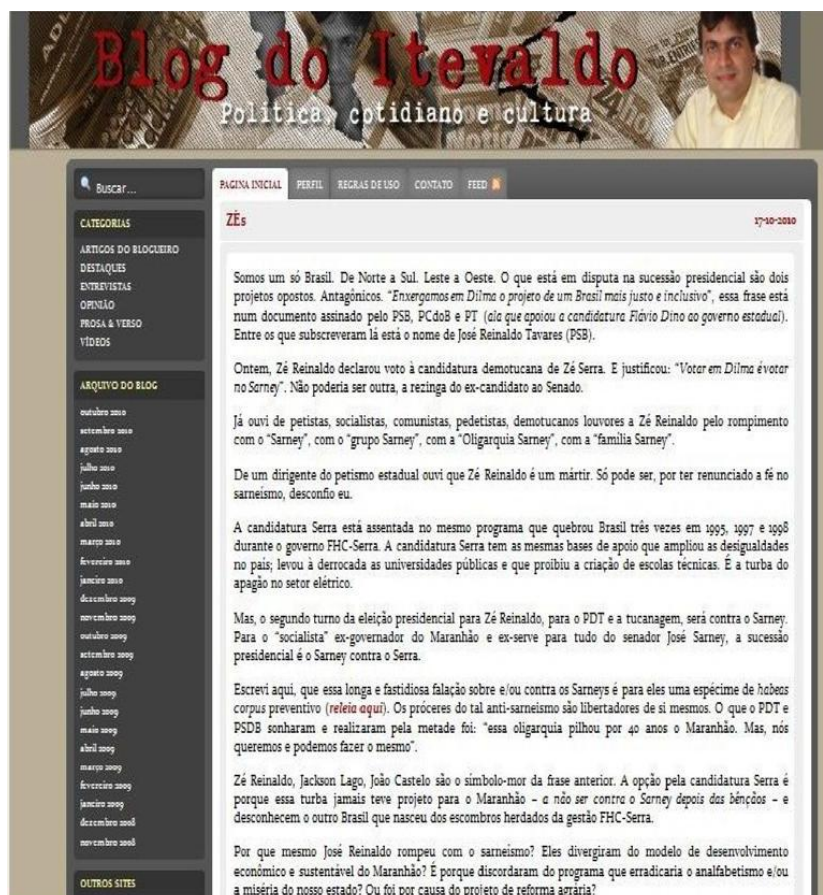 Blog do Itevaldo
Política, cotidiano e cultura
Buscar...
PAGINA INICIAL PERFIL REGRAS DE USO CONTATO FEED
CATEGORIAS
ARTIGOS DO BLOGUEIRO
DESTAQUES
ENTREVISTAS
OPINIÃO
PROSA & VERSO
VÍDEOS
ARQUIVO DO BLOG
outubro 2010
setembro 2010
agosto 2010
julho 2010
junho 2010
maio 2010
abril 2010
março 2010
fevereiro 2010
janeiro 2010
dezembro 2009
novembro 2009
outubro 2009
setembro 2009
agosto 2009
julho 2009
junho 2009
maio 2009
abril 2009
março 2009
fevereiro 2009
janeiro 2009
dezembro 2008
novembro 2008
OUTROS SITES
ZÉs 17-10-2010
Somos um só Brasil. De Norte a Sul. Leste a Oeste. O que está em disputa na sucessão presidencial são dois
projetos opostos. Antagônicos. "Enxergamos em Dilma o projeto de um Brasil mais justo e inclusivo", essa frase está
num documento assinado pelo PSB, PCdoB e PT (ala que apoiou a candidatura Flávio Dino ao governo estadual).
Entre os que subscreveram lá está o nome de José Reinaldo Tavares (PSB).
Ontem, Zé Reinaldo declarou voto à candidatura demotucana de Zé Serra. E justificou: "Votar em Dilma é votar
no Sarney". Não poderia ser outra, a rezinga do ex-candidato ao Senado.
Já ouvi de petistas, socialistas, comunistas, pedetistas, demotucanos louvores a Zé Reinaldo pelo rompimento
com o "Sarney", com o "grupo Sarney", com a "Oligarquia Sarney", com a "família Sarney".
De um dirigente do petismo estadual ouvi que Zé Reinaldo é um mártir. Só pode ser, por ter renunciado a fé no
sarneismo, desconfio eu.
A candidatura Serra está assentada no mesmo programa que quebrou Brasil três vezes em 1995, 1997 e 1998
durante o governo FHC-Serra. A candidatura Serra tem as mesmas bases de apoio que ampliou as desigualdades
no país; levou à derrocada as universidades públicas e que proibiu a criação de escolas técnicas. É a turba do
apagão no setor elétrico.
Mas, o segundo turno da eleição presidencial para Zé Reinaldo, para o PDT e a tucanagem, será contra o Sarney.
Para o "socialista" ex-governador do Maranhão e ex-serve para tudo do senador José Sarney, a sucessão
presidencial é o Sarney contra o Serra.
Escrevi aqui, que essa longa e fastidiosa falação sobre e/ou contra os Sarneys é para eles uma espécime de habeas
corpus preventivo (releia aqui). Os próceres do tal anti-sarneismo são libertadores de si mesmos. O que o PDT e
PSDB sonharam e realizaram pela metade foi: "essa oligarquia pilhou por 40 anos o Maranhão. Mas, nós
queremos e podemos fazer o mesmo".
Zé Reinaldo, Jackson Lago, João Castelo são o símbolo-mor da frase anterior. A opção pela candidatura Serra é
porque essa turba jamais teve projeto para o Maranhão – a não ser contra o Sarney depois das bênçãos – e
desconhecem o outro Brasil que nasceu dos escombros herdados da gestão FHC-Serra.
Por que mesmo José Reinaldo rompeu com o sarneismo? Eles divergiram do modelo de desenvolvimento
econômico e sustentável do Maranhão? É porque discordaram do programa que erradicaria o analfabetismo e/ou
a miséria do nosso estado? Ou foi por causa do projeto de reforma agrária?